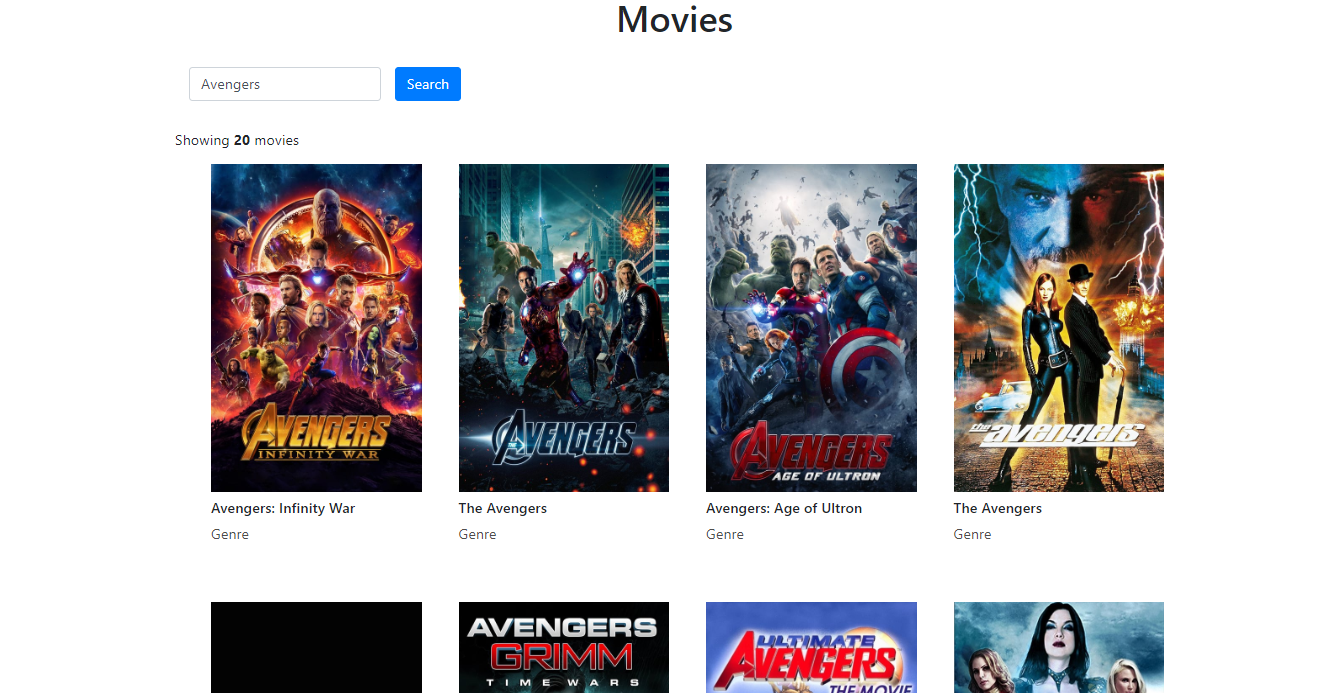 Movies
Avengers
Search
Showing 20 movies
AVENGERS
INFINITY WAR
AVENGERS
AVENGERS
AGE OF ULTRON
the avengers
Avengers: Infinity War
The Avengers
Avengers: Age of Ultron
The Avengers
Genre
Genre
Genre
Genre
AVENGERS
GRIMM
TIME WARS
ULTIMATE
AVENGERS
THE MOVIE